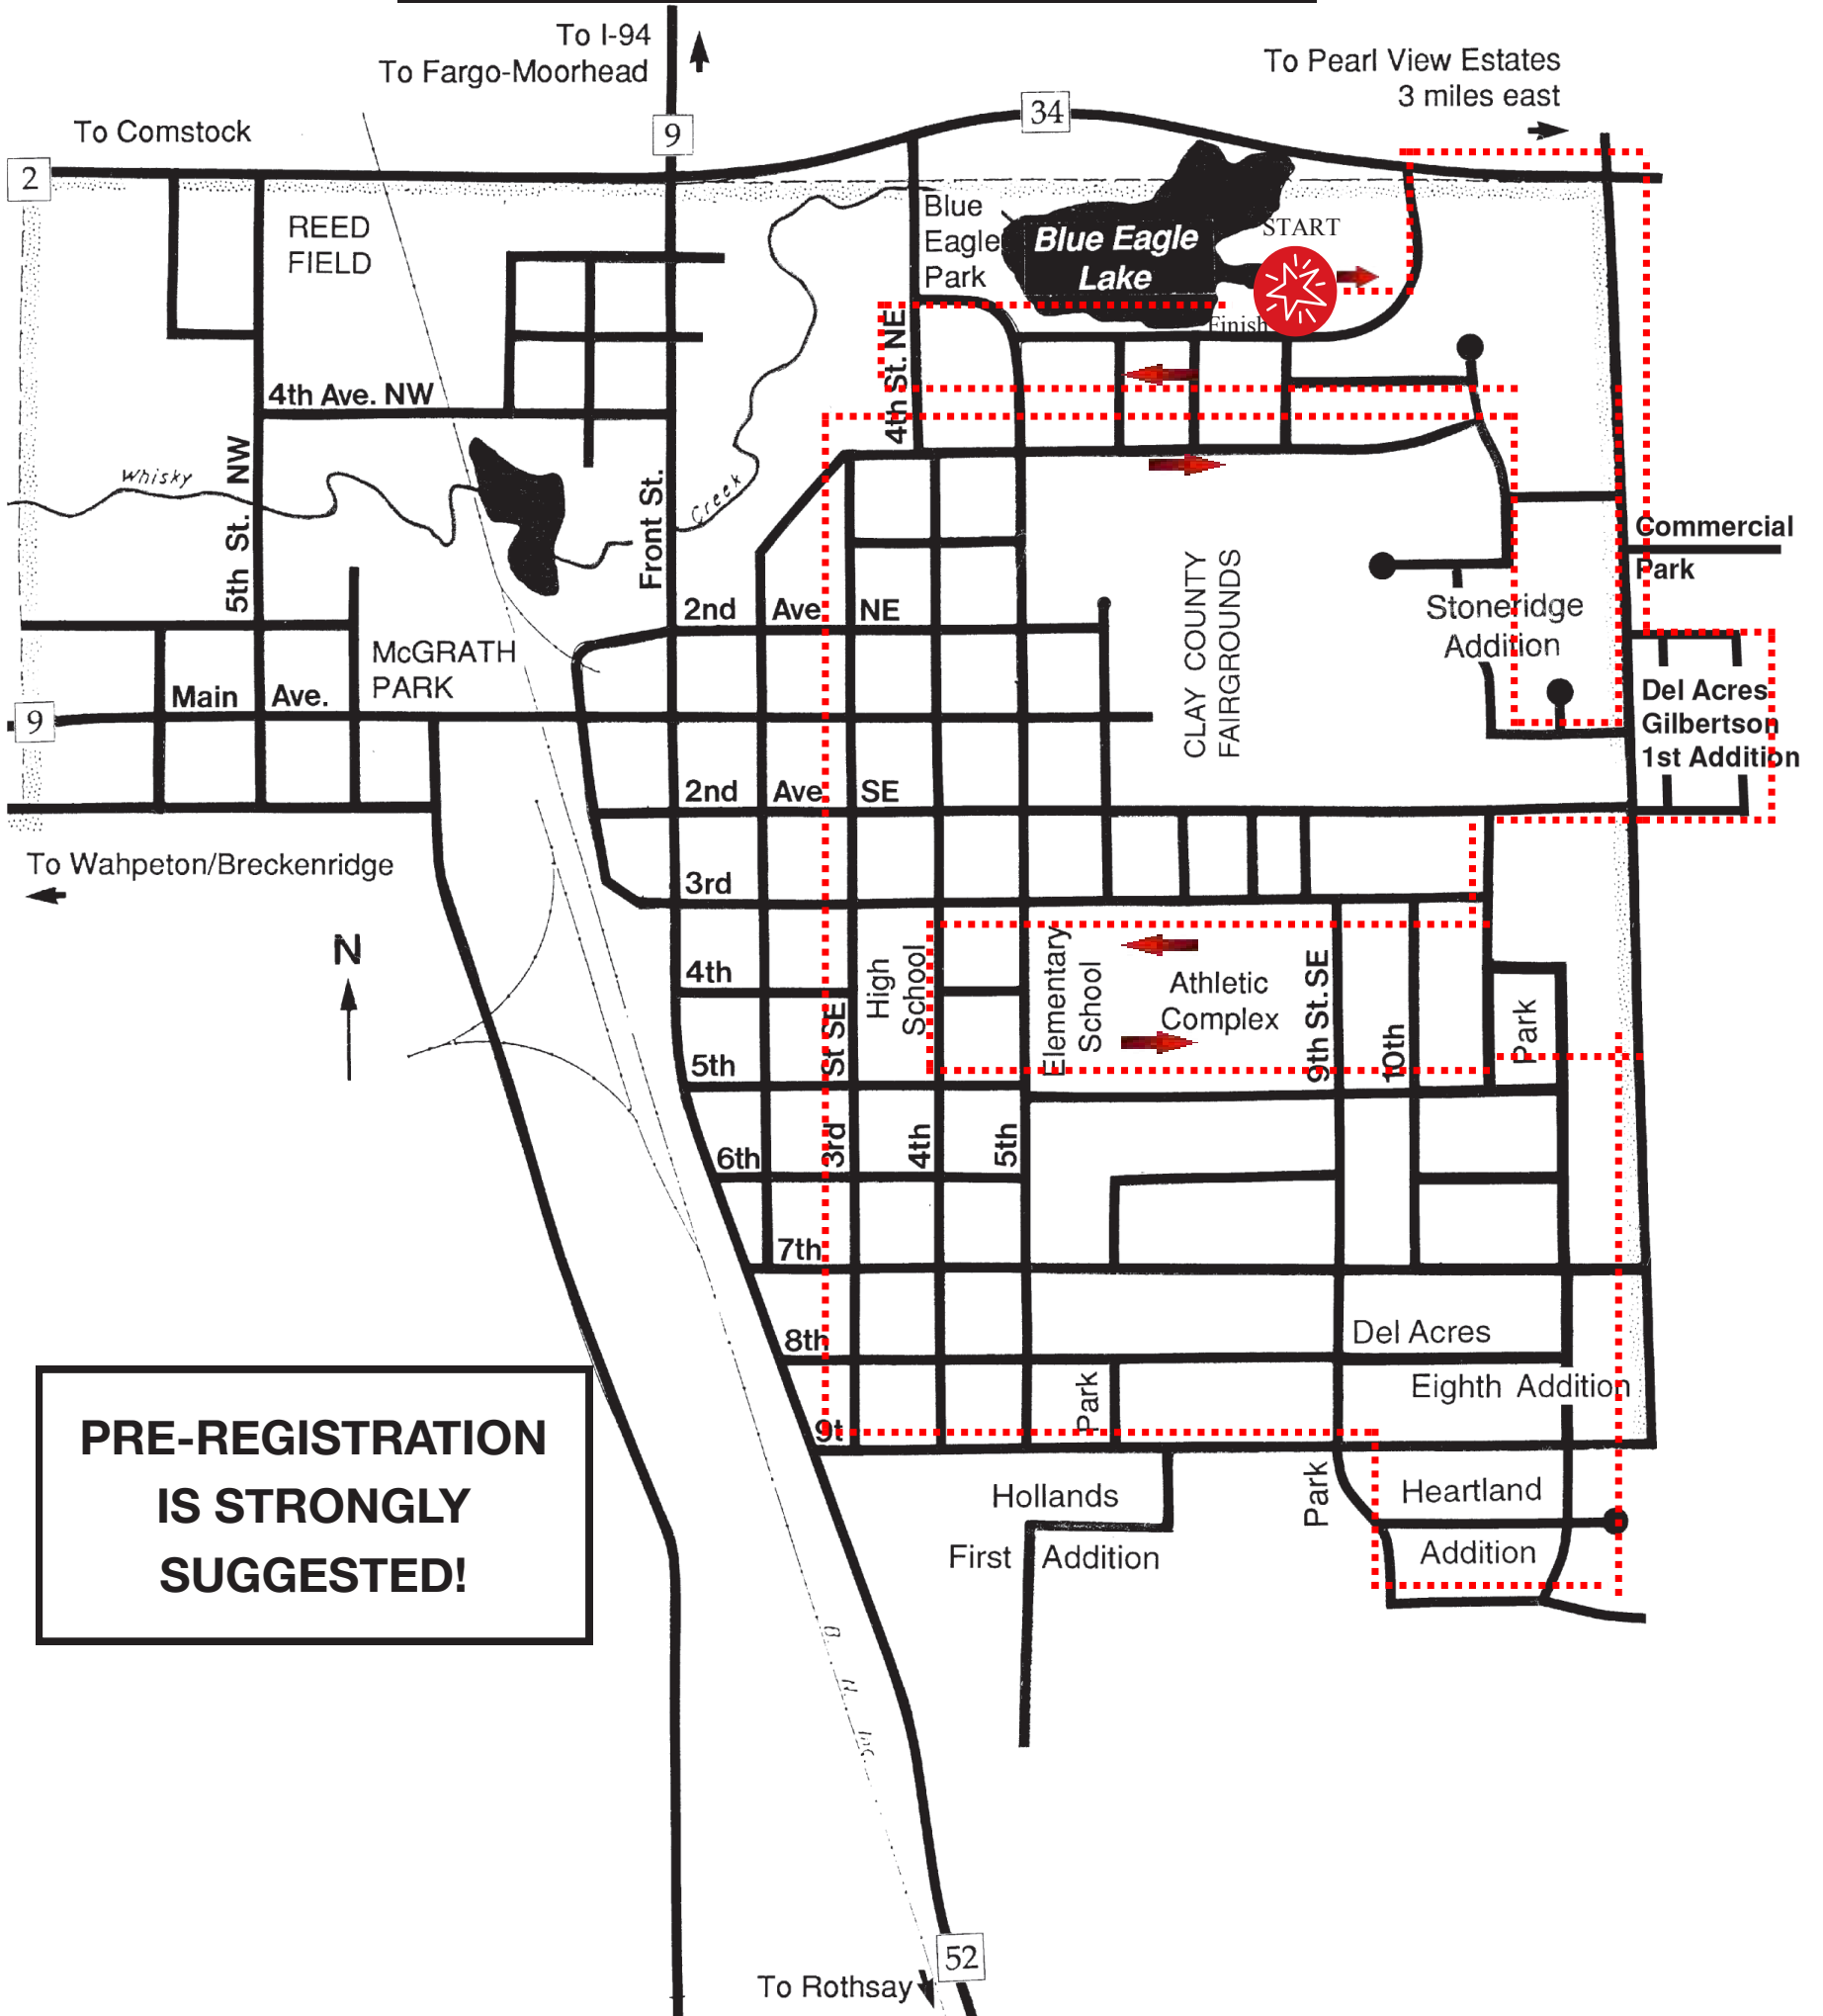 To I-94
To Fargo-Moorhead
To Pearl View Estates
3 miles east
34
9
To Comstock
2
REED
FIELD
Blue
Eagle
Park
Blue Eagle
Lake
START
Finish
4th St. NE
4th Ave. NW
5th St. NW
Whisky
Creek
Front St.
Commercial
Park
CLAY COUNTY
FAIRGROUNDS
Stoneridge
Addition
2nd Ave NE
McGRATH
PARK
Main Ave.
9
Del Acres
Gilbertson
1st Addition
2nd Ave SE
To Wahpeton/Breckenridge
3rd
N
4th
High
School
Elementary
School
Athletic
Complex
9th St.SE
10th
Park
3rd St SE
5th
4th
5th
6th
7th
8th
Del Acres
Eighth Addition
Park
9t
PRE-REGISTRATION
IS STRONGLY
SUGGESTED!
Hollands
First Addition
Park
Heartland
Addition
B. N. Inc.
52
To Rothsay